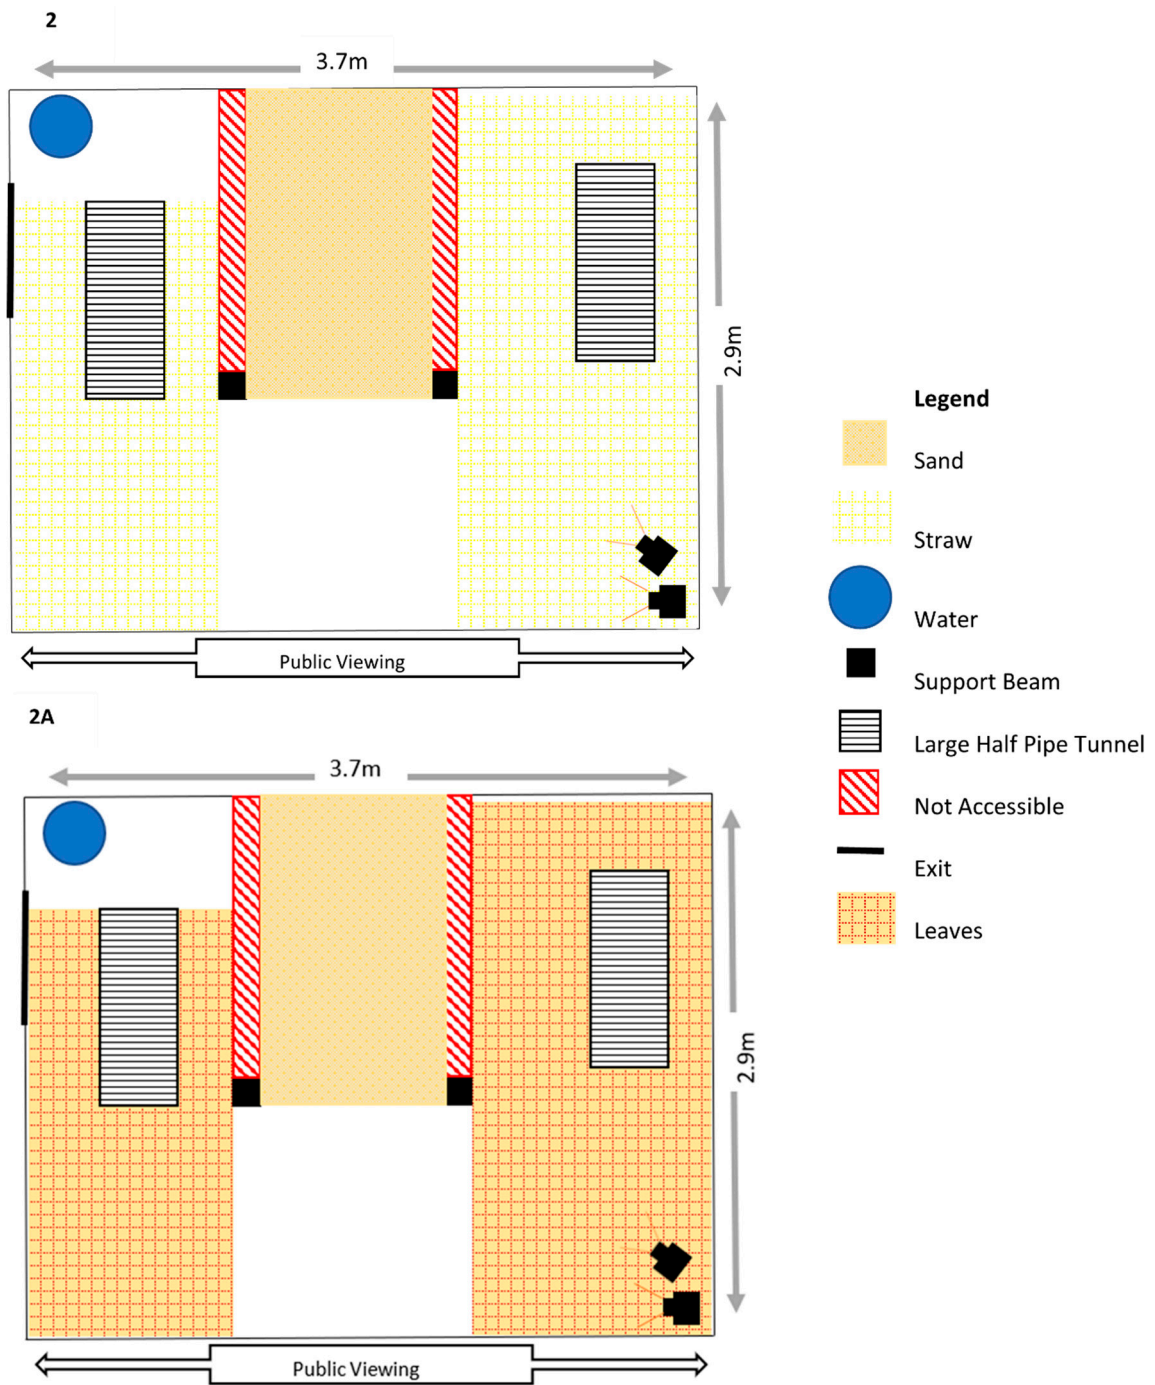 2
3.7m
2.9m
Public Viewing
Legend
Sand
Straw
Water
Support Beam
Large Half Pipe Tunnel
Not Accessible
Exit
Leaves
2A
3.7m
2.9m
Public Viewing